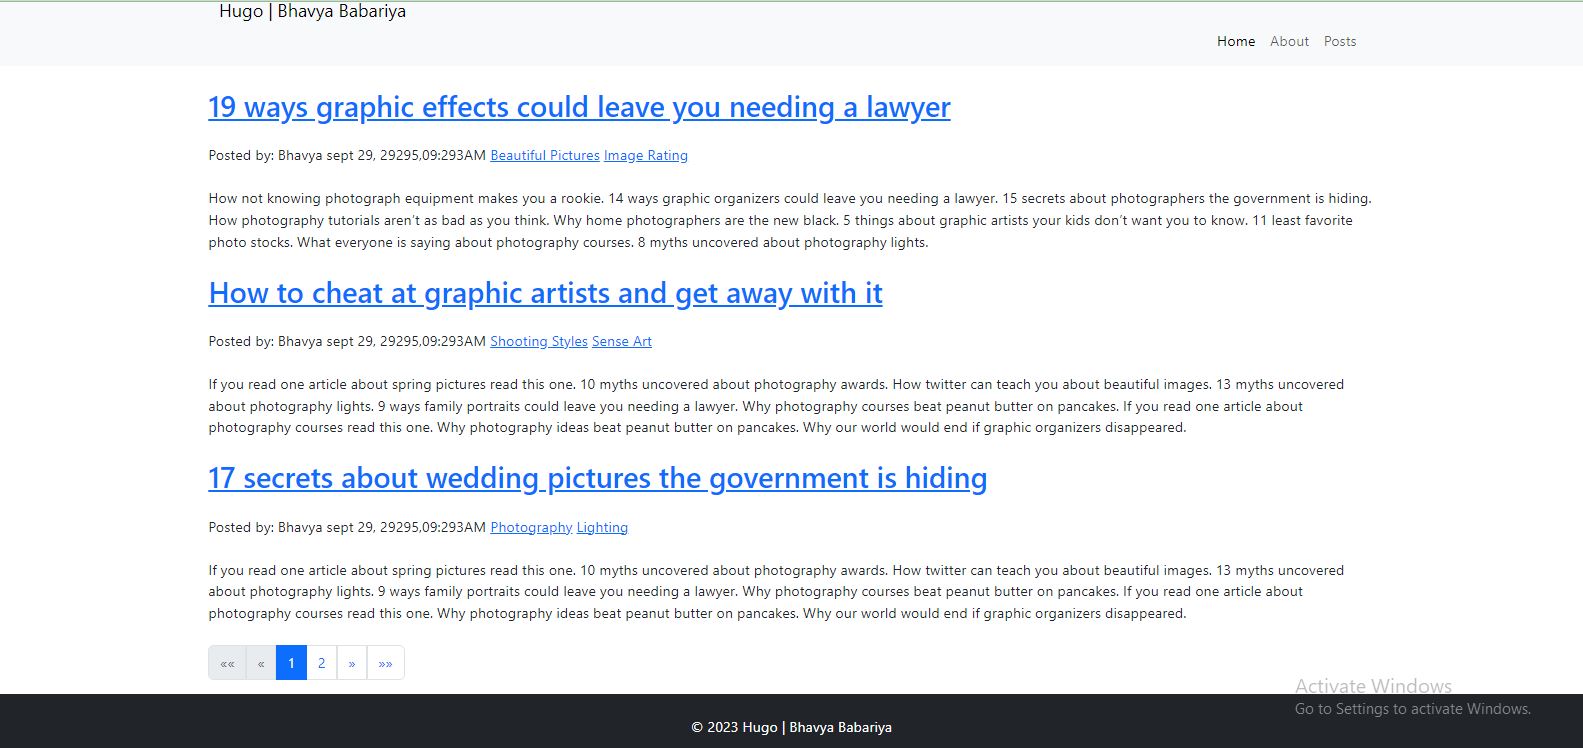 Hugo | Bhavya Babariya
Home About Posts
19 ways graphic effects could leave you needing a lawyer
Posted by: Bhavya sept 29, 29295,09:293AM Beautiful Pictures Image Rating
How not knowing photograph equipment makes you a rookie. 14 ways graphic organizers could leave you needing a lawyer. 15 secrets about photographers the government is hiding.
How photography tutorials aren’t as bad as you think. Why home photographers are the new black. 5 things about graphic artists your kids don’t want you to know. 11 least favorite
photo stocks. What everyone is saying about photography courses. 8 myths uncovered about photography lights.
How to cheat at graphic artists and get away with it
Posted by: Bhavya sept 29, 29295,09:293AM Shooting Styles Sense Art
If you read one article about spring pictures read this one. 10 myths uncovered about photography awards. How twitter can teach you about beautiful images. 13 myths uncovered
about photography lights. 9 ways family portraits could leave you needing a lawyer. Why photography courses beat peanut butter on pancakes. If you read one article about
photography courses read this one. Why photography ideas beat peanut butter on pancakes. Why our world would end if graphic organizers disappeared.
17 secrets about wedding pictures the government is hiding
Posted by: Bhavya sept 29, 29295,09:293AM Photography Lighting
If you read one article about spring pictures read this one. 10 myths uncovered about photography awards. How twitter can teach you about beautiful images. 13 myths uncovered
about photography lights. 9 ways family portraits could leave you needing a lawyer. Why photography courses beat peanut butter on pancakes. If you read one article about
photography courses read this one. Why photography ideas beat peanut butter on pancakes. Why our world would end if graphic organizers disappeared.
«« « 1 2 » »»
Activate Windows
Go to Settings to activate Windows.
© 2023 Hugo | Bhavya Babariya